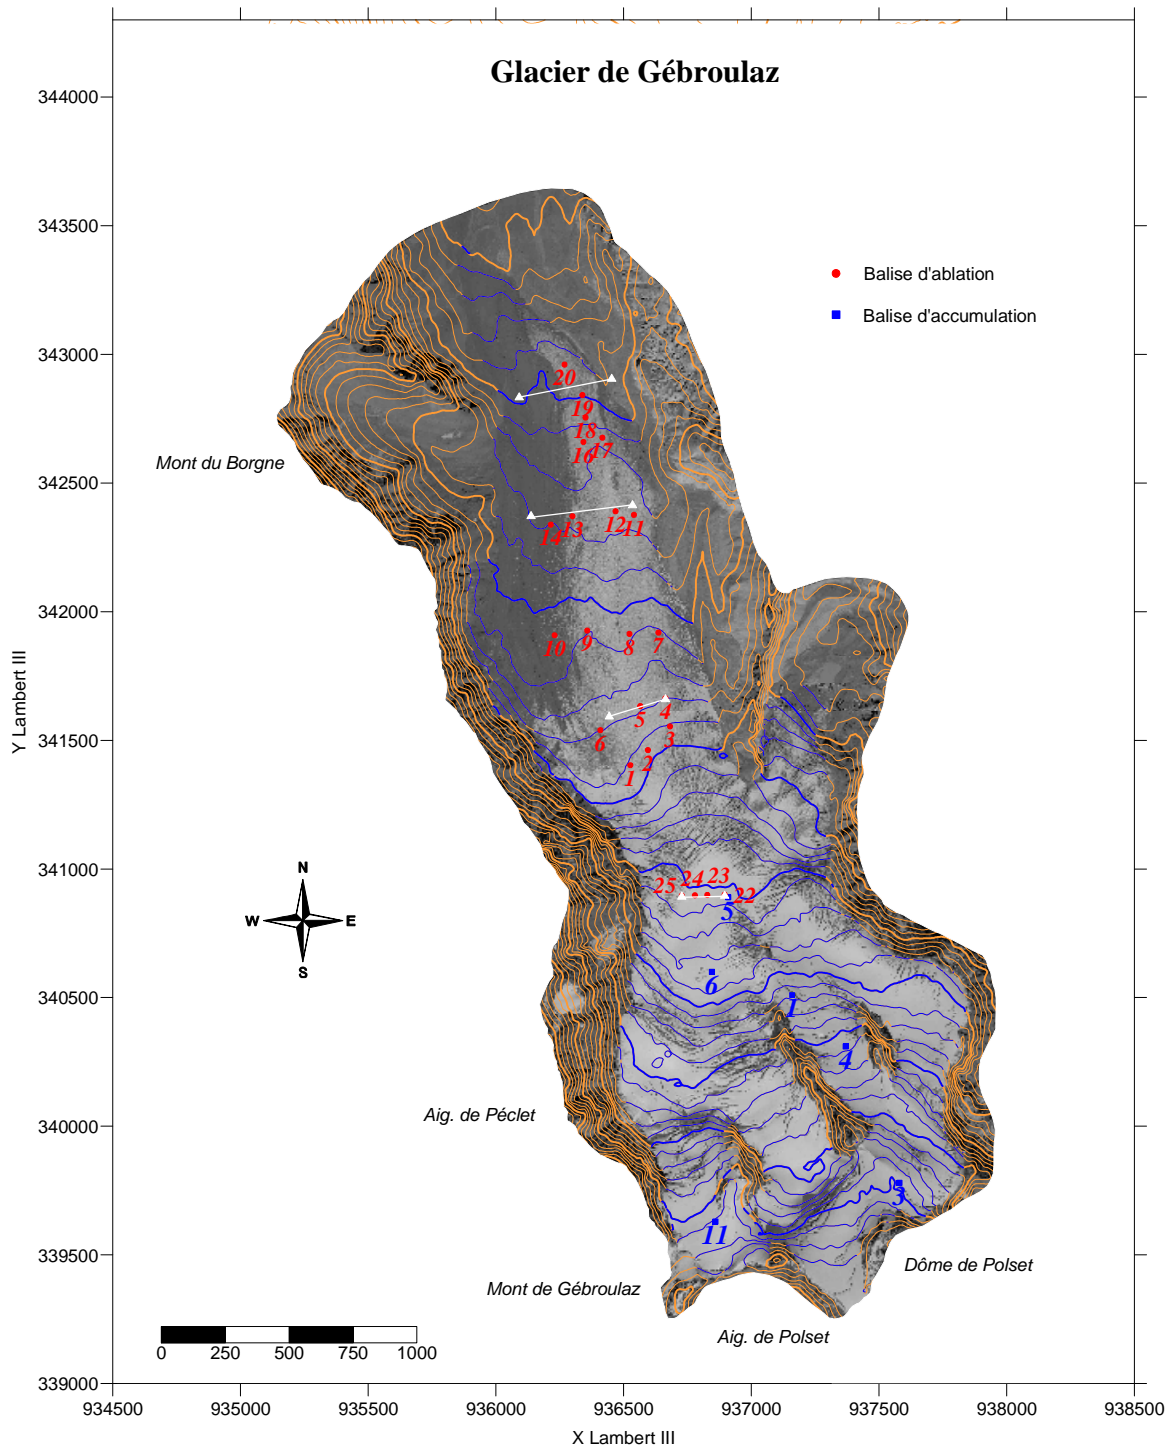 Glacier de Gébroulaz
344000
343500
Balise d'ablation
Balise d'accumulation
343000
20
19
18
Mont du Borgne
16 17
342500
12 11
14 13
342000
10 9 8 7
Y Lambert III
5 4
341500
6 3
2
1
341000
N
W E
S
25 24 23 22
5
6
340500
1
4
Aig. de Péclet
340000
3
11
339500
Dôme de Polset
Mont de Gébroulaz
Aig. de Polset
0 250 500 750 1000
339000
934500 935000 935500 936000 936500 937000 937500 938000 938500
X Lambert III